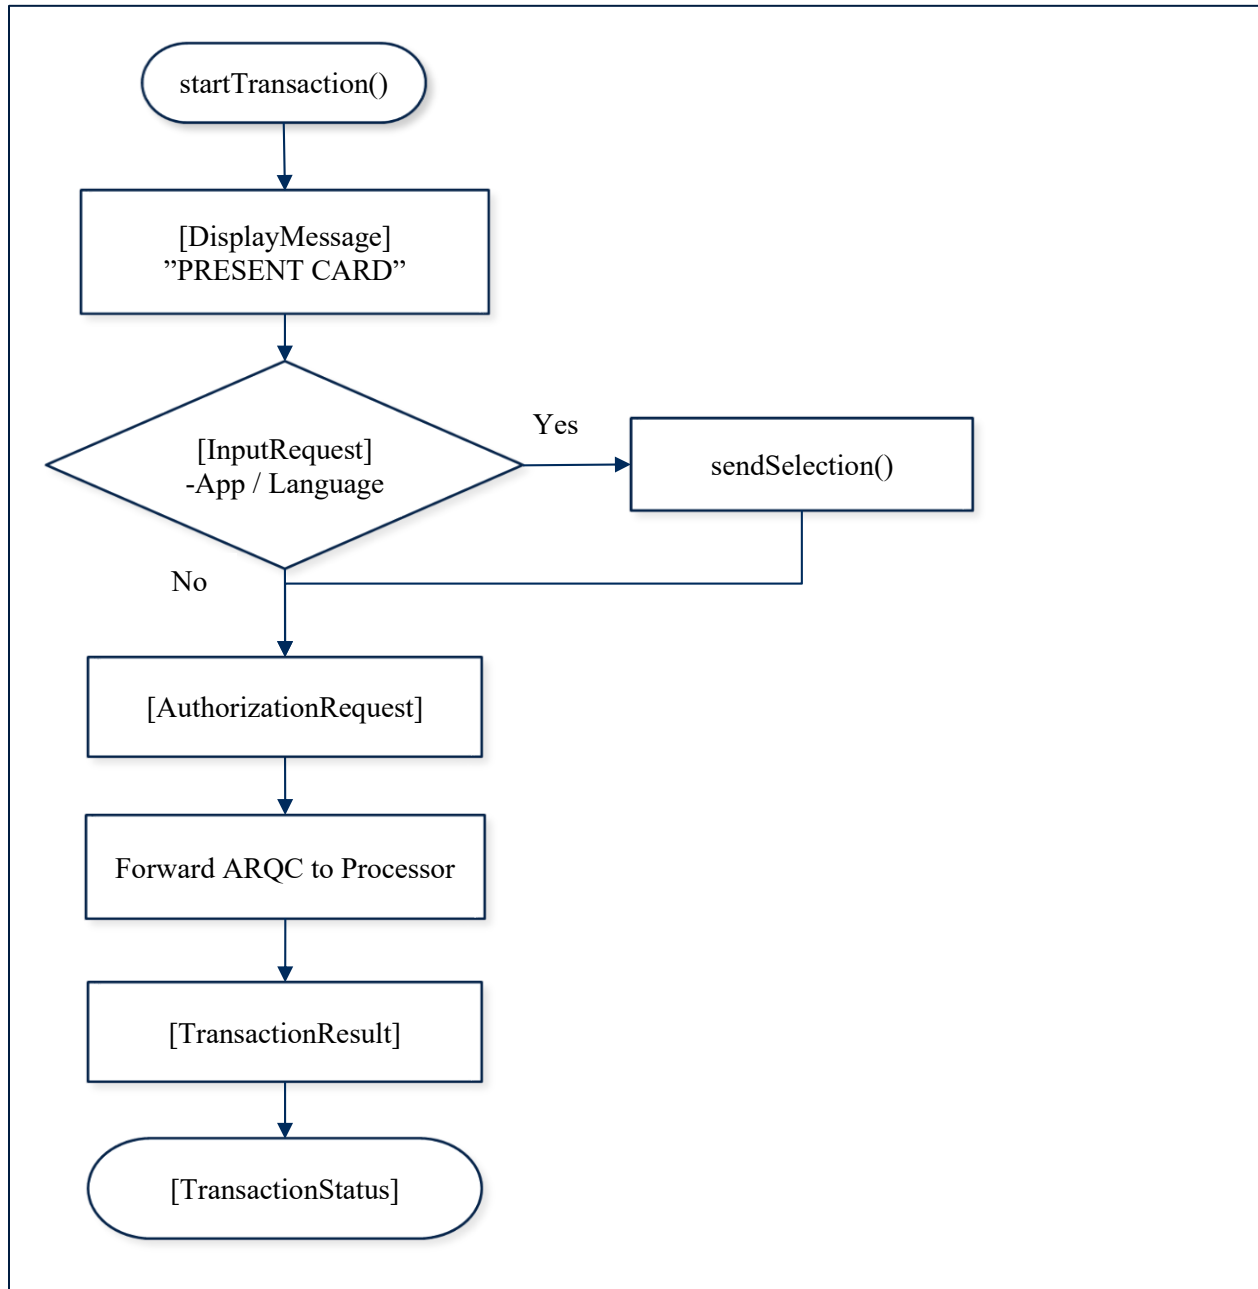 startTransaction()
[DisplayMessage]
”PRESENT CARD”
[InputRequest]
-App / Language
Yes
sendSelection()
No
[AuthorizationRequest]
Forward ARQC to Processor
[TransactionResult]
[TransactionStatus]